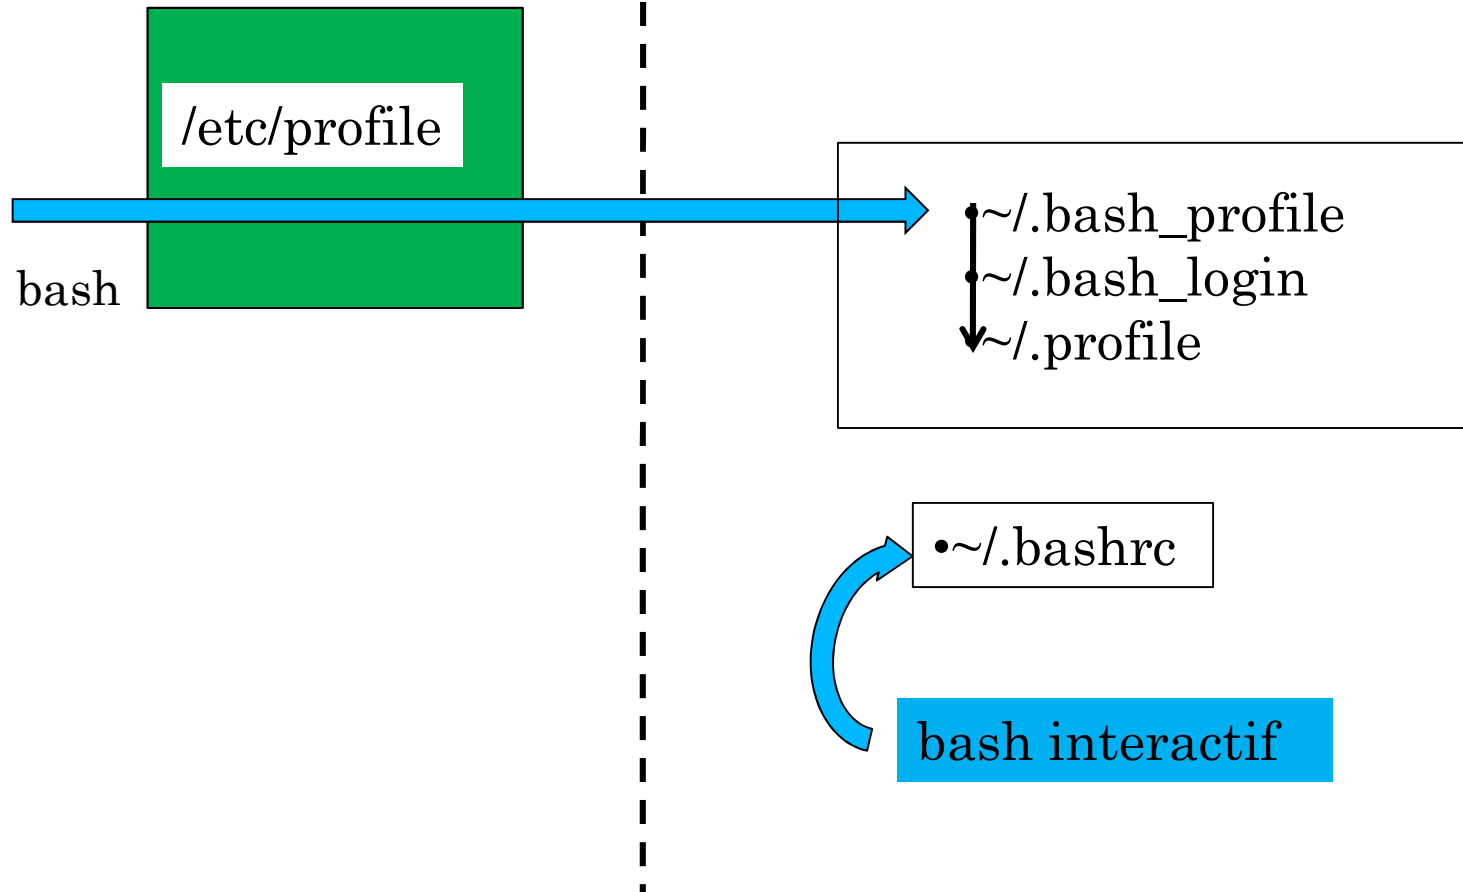 /etc/profile
bash
•~/.bash_profile
•~/.bash_login
•~/.profile
•~/.bashrc
bash interactif